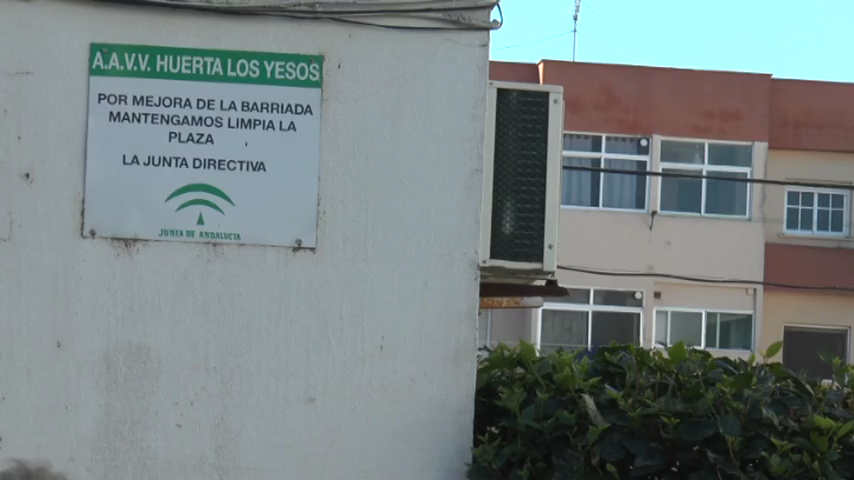 A.A.V.V. HUERTA LOS YESOS
POR MEJORA DE LA BARRIADA
MANTENGAMOS LIMPIA LA
PLAZA
LA JUNTA DIRECTIVA
JUNTA DE ANDALUCIA